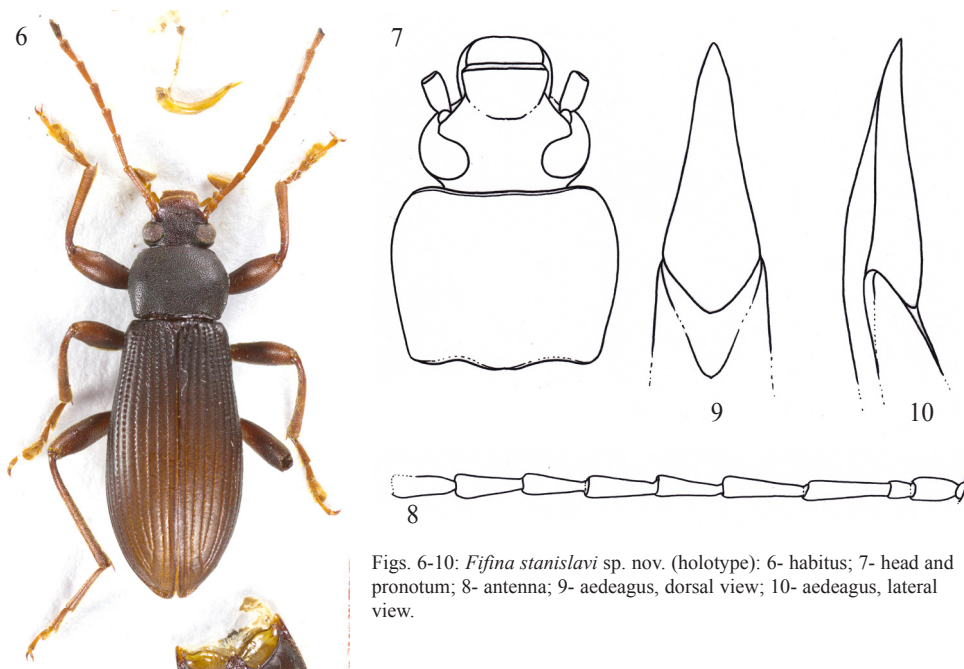 6
7
9
10
8
Figs. 6-10: Fifina stanislavi sp. nov. (holotype): 6- habitus; 7- head and
pronotum; 8- antenna; 9- aedeagus, dorsal view; 10- aedeagus, lateral
view.